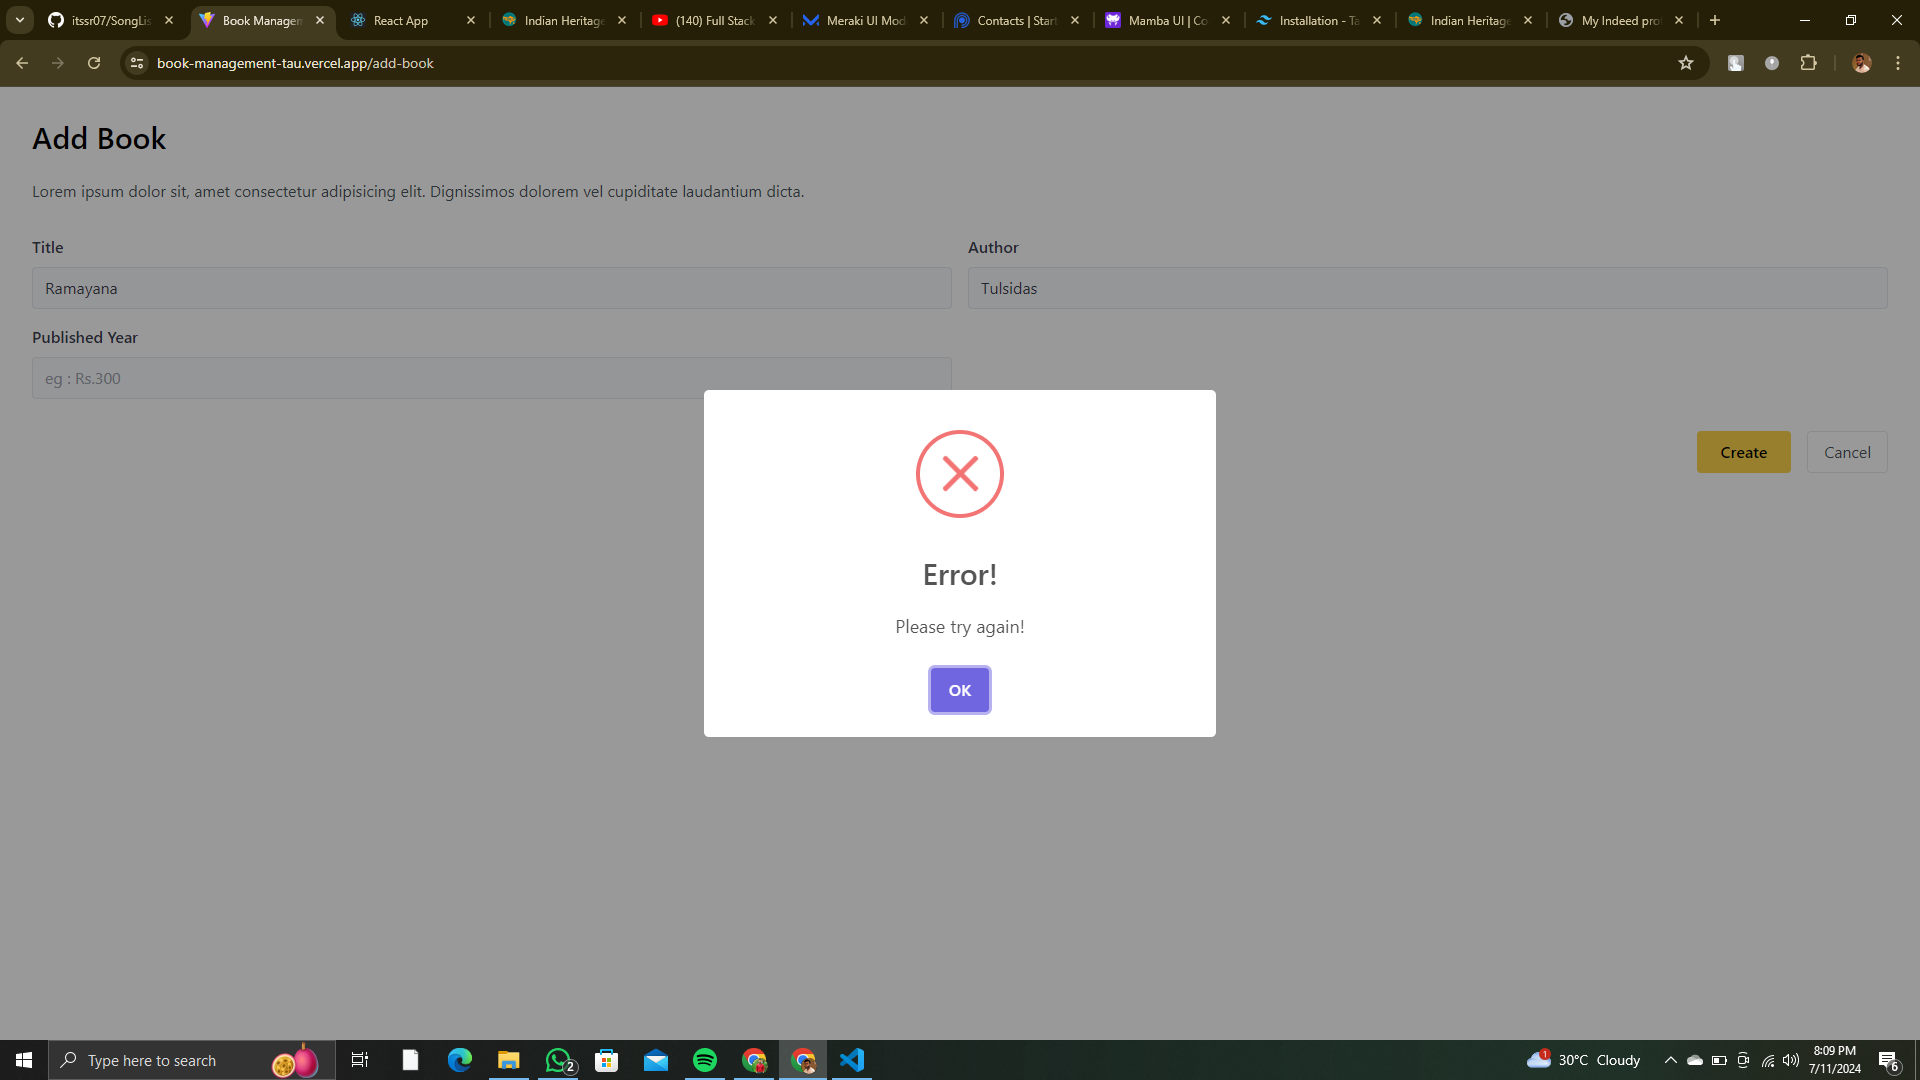 itssr07/SongLis
Book Managem
React App
Indian Heritage
(140) Full Stack
Meraki UI Mod
Contacts | Start
Mamba UI | Co
Installation - Ta
Indian Heritage
My Indeed pro
book-management-tau.vercel.app/add-book
Add Book
Lorem ipsum dolor sit, amet consectetur adipisicing elit. Dignissimos dolorem vel cupiditate laudantium dicta.
Title
Author
Ramayana
Tulsidas
Published Year
eg : Rs.300
Create
Cancel
Error!
Please try again!
OK
Type here to search
2
1
30°C Cloudy
8:09 PM
7/11/2024
6